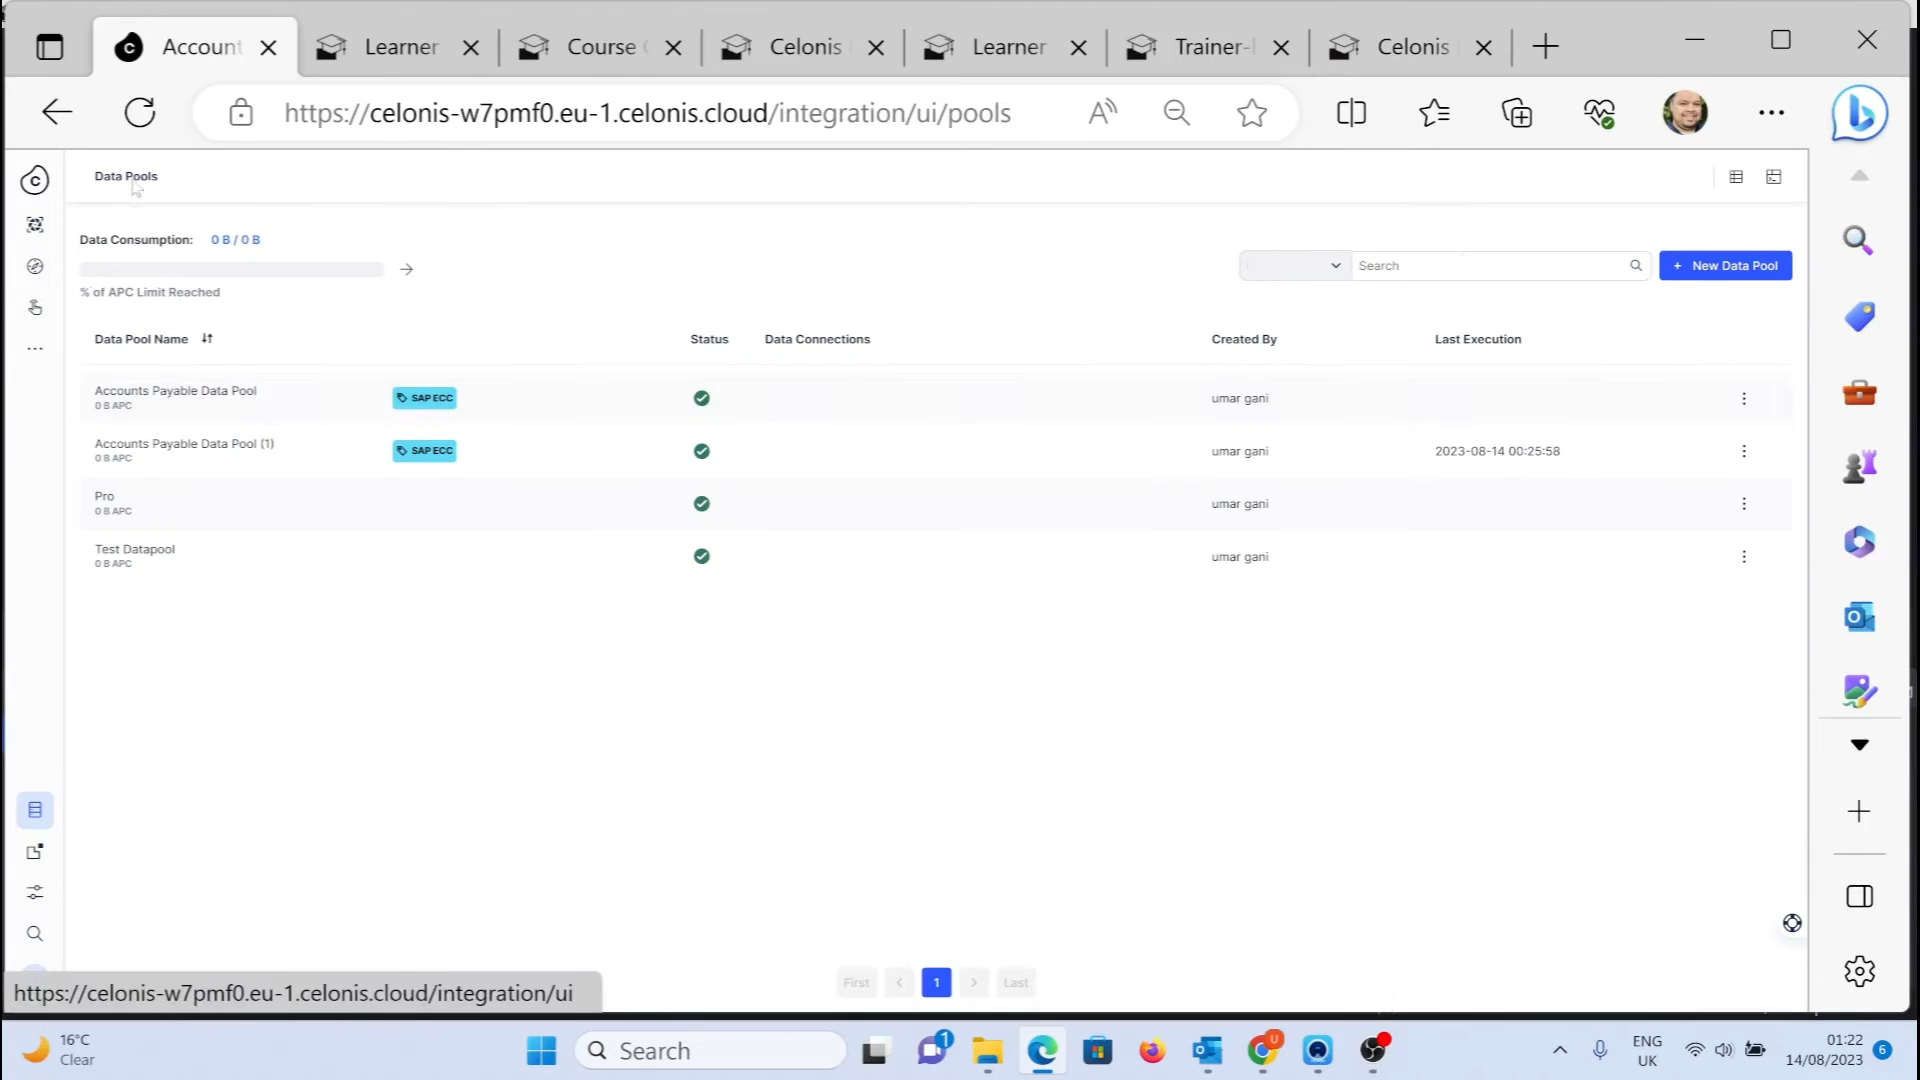 Account
Learner
Course
Celonis
Learner
Trainer-
Celonis
https://celonis-w7pmf0.eu-1.celonis.cloud/integration/ui/pools
Data Pools
Data Consumption: 0 B / 0 B
% of APC Limit Reached
Search
+ New Data Pool
Data Pool Name Status Data Connections Created By Last Execution
Accounts Payable Data Pool
0 B APC
SAP ECC
umar gani
Accounts Payable Data Pool (1)
0 B APC
SAP ECC
umar gani
2023-08-14 00:25:58
Pro
0 B APC
umar gani
Test Datapool
0 B APC
umar gani
First < 1 > Last
https://celonis-w7pmf0.eu-1.celonis.cloud/integration/ui
16°C
Clear
Search
1
U
ENG
UK
01:22
14/08/2023
6